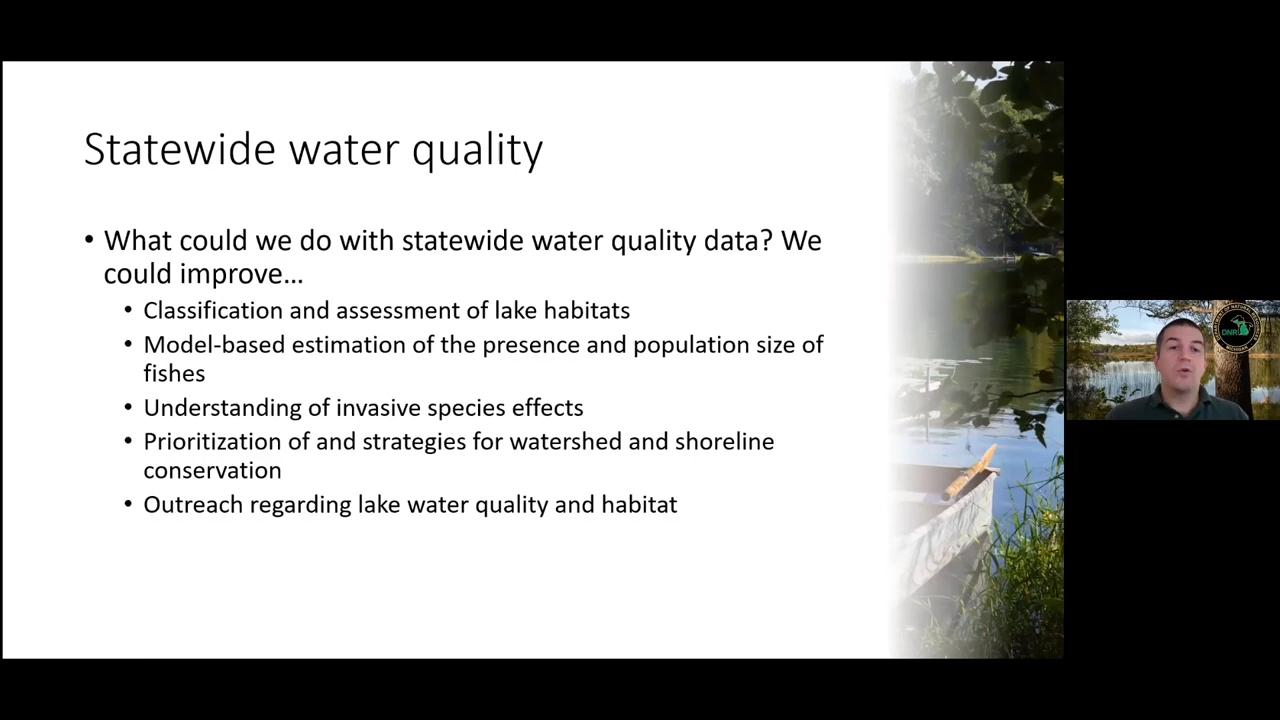 Statewide water quality
• What could we do with statewide water quality data? We
could improve…
• Classification and assessment of lake habitats
• Model-based estimation of the presence and population size of
fishes
• Understanding of invasive species effects
• Prioritization of and strategies for watershed and shoreline
conservation
• Outreach regarding lake water quality and habitat
DNR